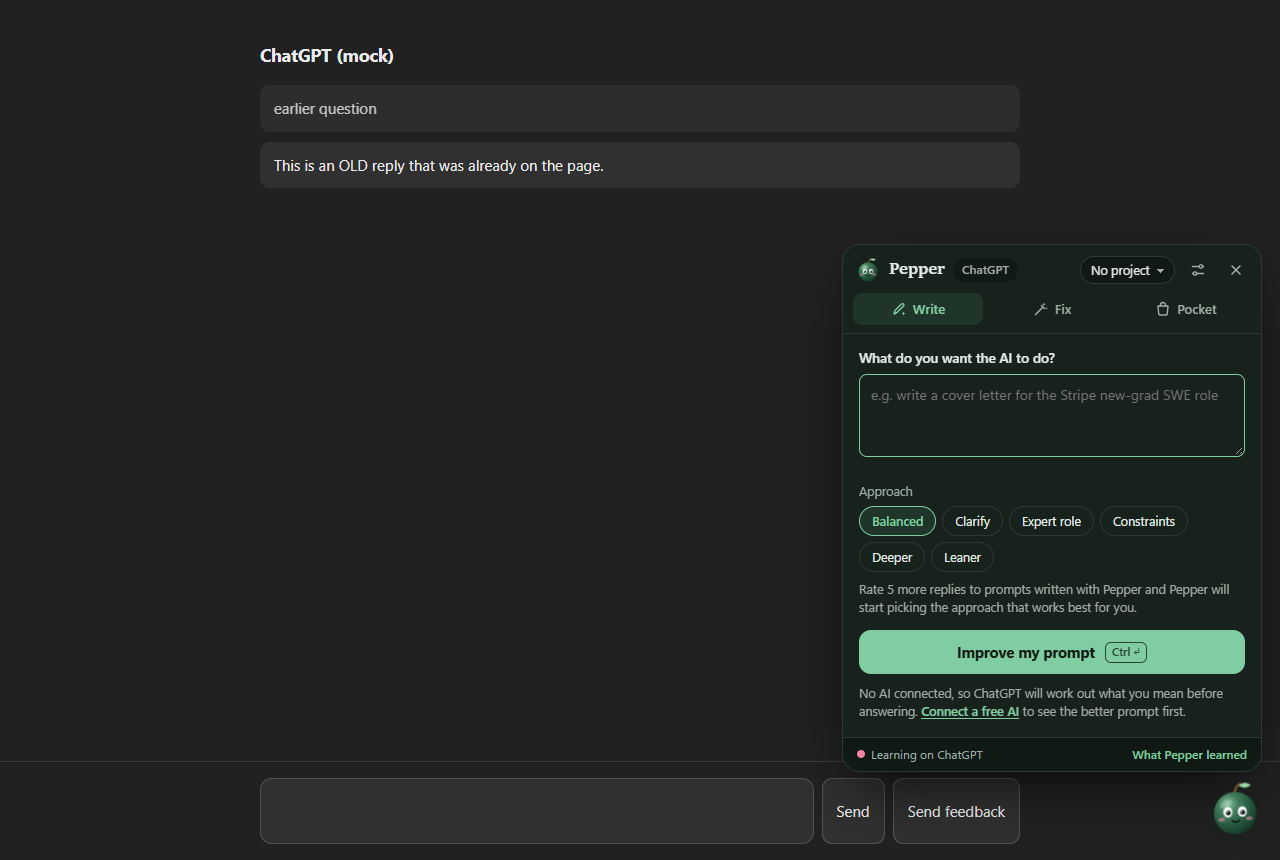 ChatGPT (mock)
earlier question
This is an OLD reply that was already on the page.
Pepper ChatGPT No project
Write Fix Pocket
What do you want the AI to do?
e.g. write a cover letter for the Stripe new-grad SWE role
Approach
Balanced Clarify Expert role Constraints
Deeper Leaner
Rate 5 more replies to prompts written with Pepper and Pepper will
start picking the approach that works best for you.
Improve my prompt Ctrl ⏎
No AI connected, so ChatGPT will work out what you mean before
answering. Connect a free AI to see the better prompt first.
Learning on ChatGPT What Pepper learned
Send Send feedback